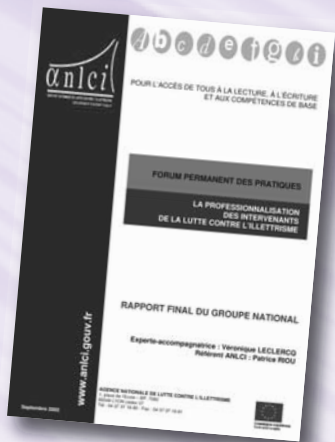 A b c d e f g h i
anlci
POUR L'ACCÈS DE TOUS À LA LECTURE, À L'ÉCRITURE
ET AUX COMPÉTENCES DE BASE
FORUM PERMANENT DES PRATIQUES
LA PROFESSIONNALISATION
DES INTERVENANTS
DE LA LUTTE CONTRE L'ILLETTRISME
RAPPORT FINAL DU GROUPE NATIONAL
Experte-accompagnatrice : Véronique LECLERCQ
Référent ANLCI : Patrice RIOU
www.anlci.gouv.fr
AGENCE NATIONALE DE LUTTE CONTRE L'ILLETTRISME
Septembre 2005